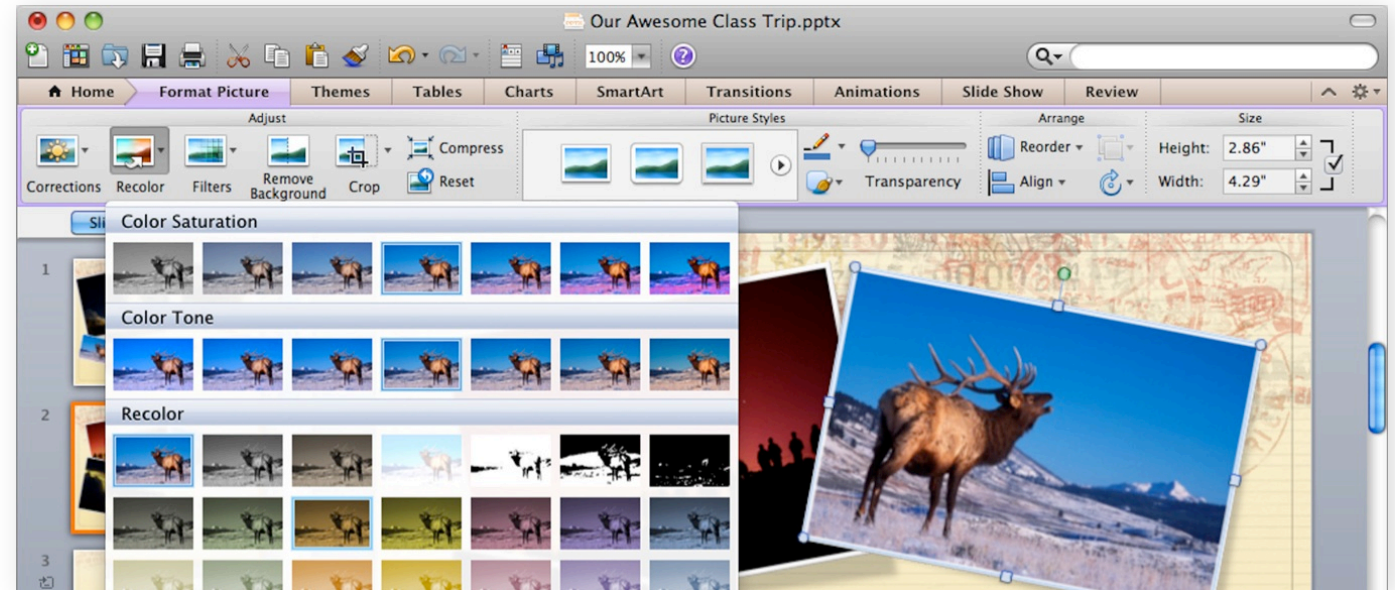 Our Awesome Class Trip.pptx
100%
Home Format Picture Themes Tables Charts SmartArt Transitions Animations Slide Show Review
Adjust Picture Styles Arrange Size
Compress Reorder Height: 2.86"
Corrections Recolor Filters Remove Background Crop Reset Transparency Align Width: 4.29"
Sli
Color Saturation
1
Color Tone
2
Recolor
3